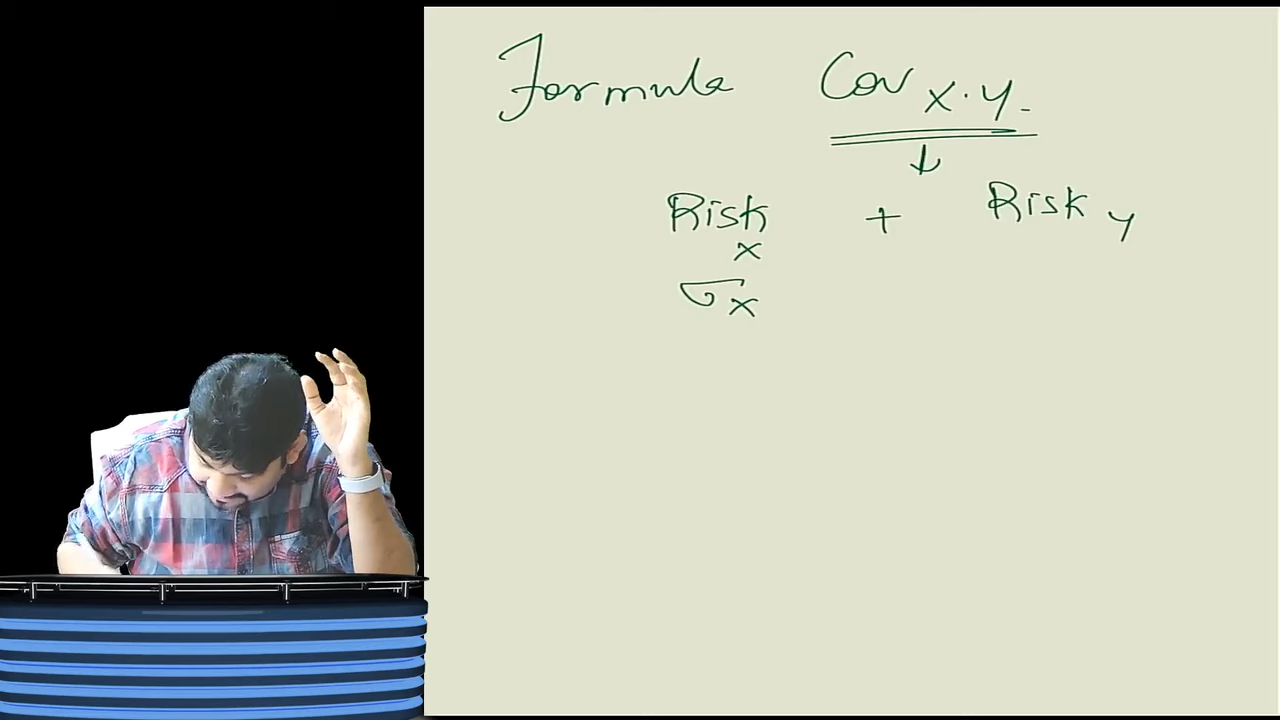 Formula Cov x.y.
↓
Risk x + Risk y
σx